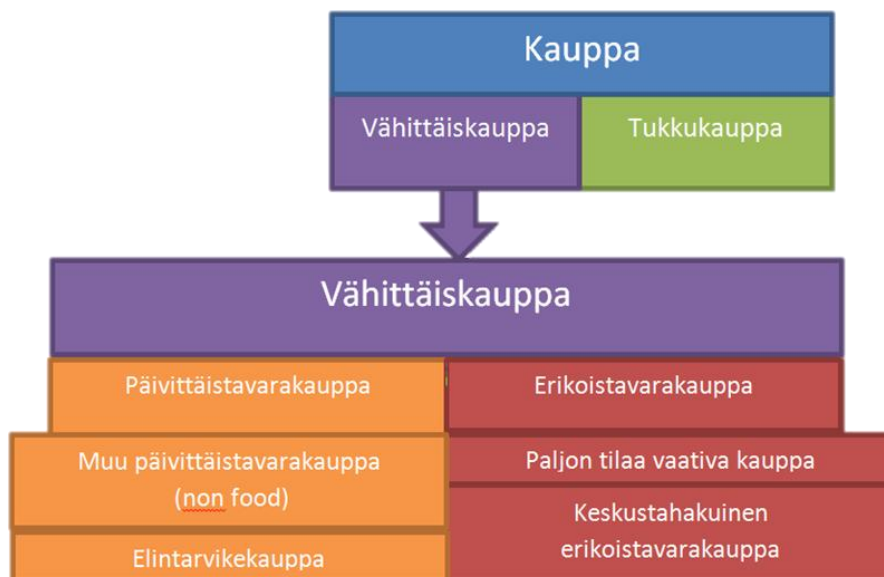 Kauppa
Vähittäiskauppa
Tukkukauppa
Vähittäiskauppa
Päivittäistavarakauppa
Erikoistavarakauppa
Muu päivittäistavarakauppa
(non food)
Elintarvikekauppa
Paljon tilaa vaativa kauppa
Keskustahakuinen
erikoistavarakauppa